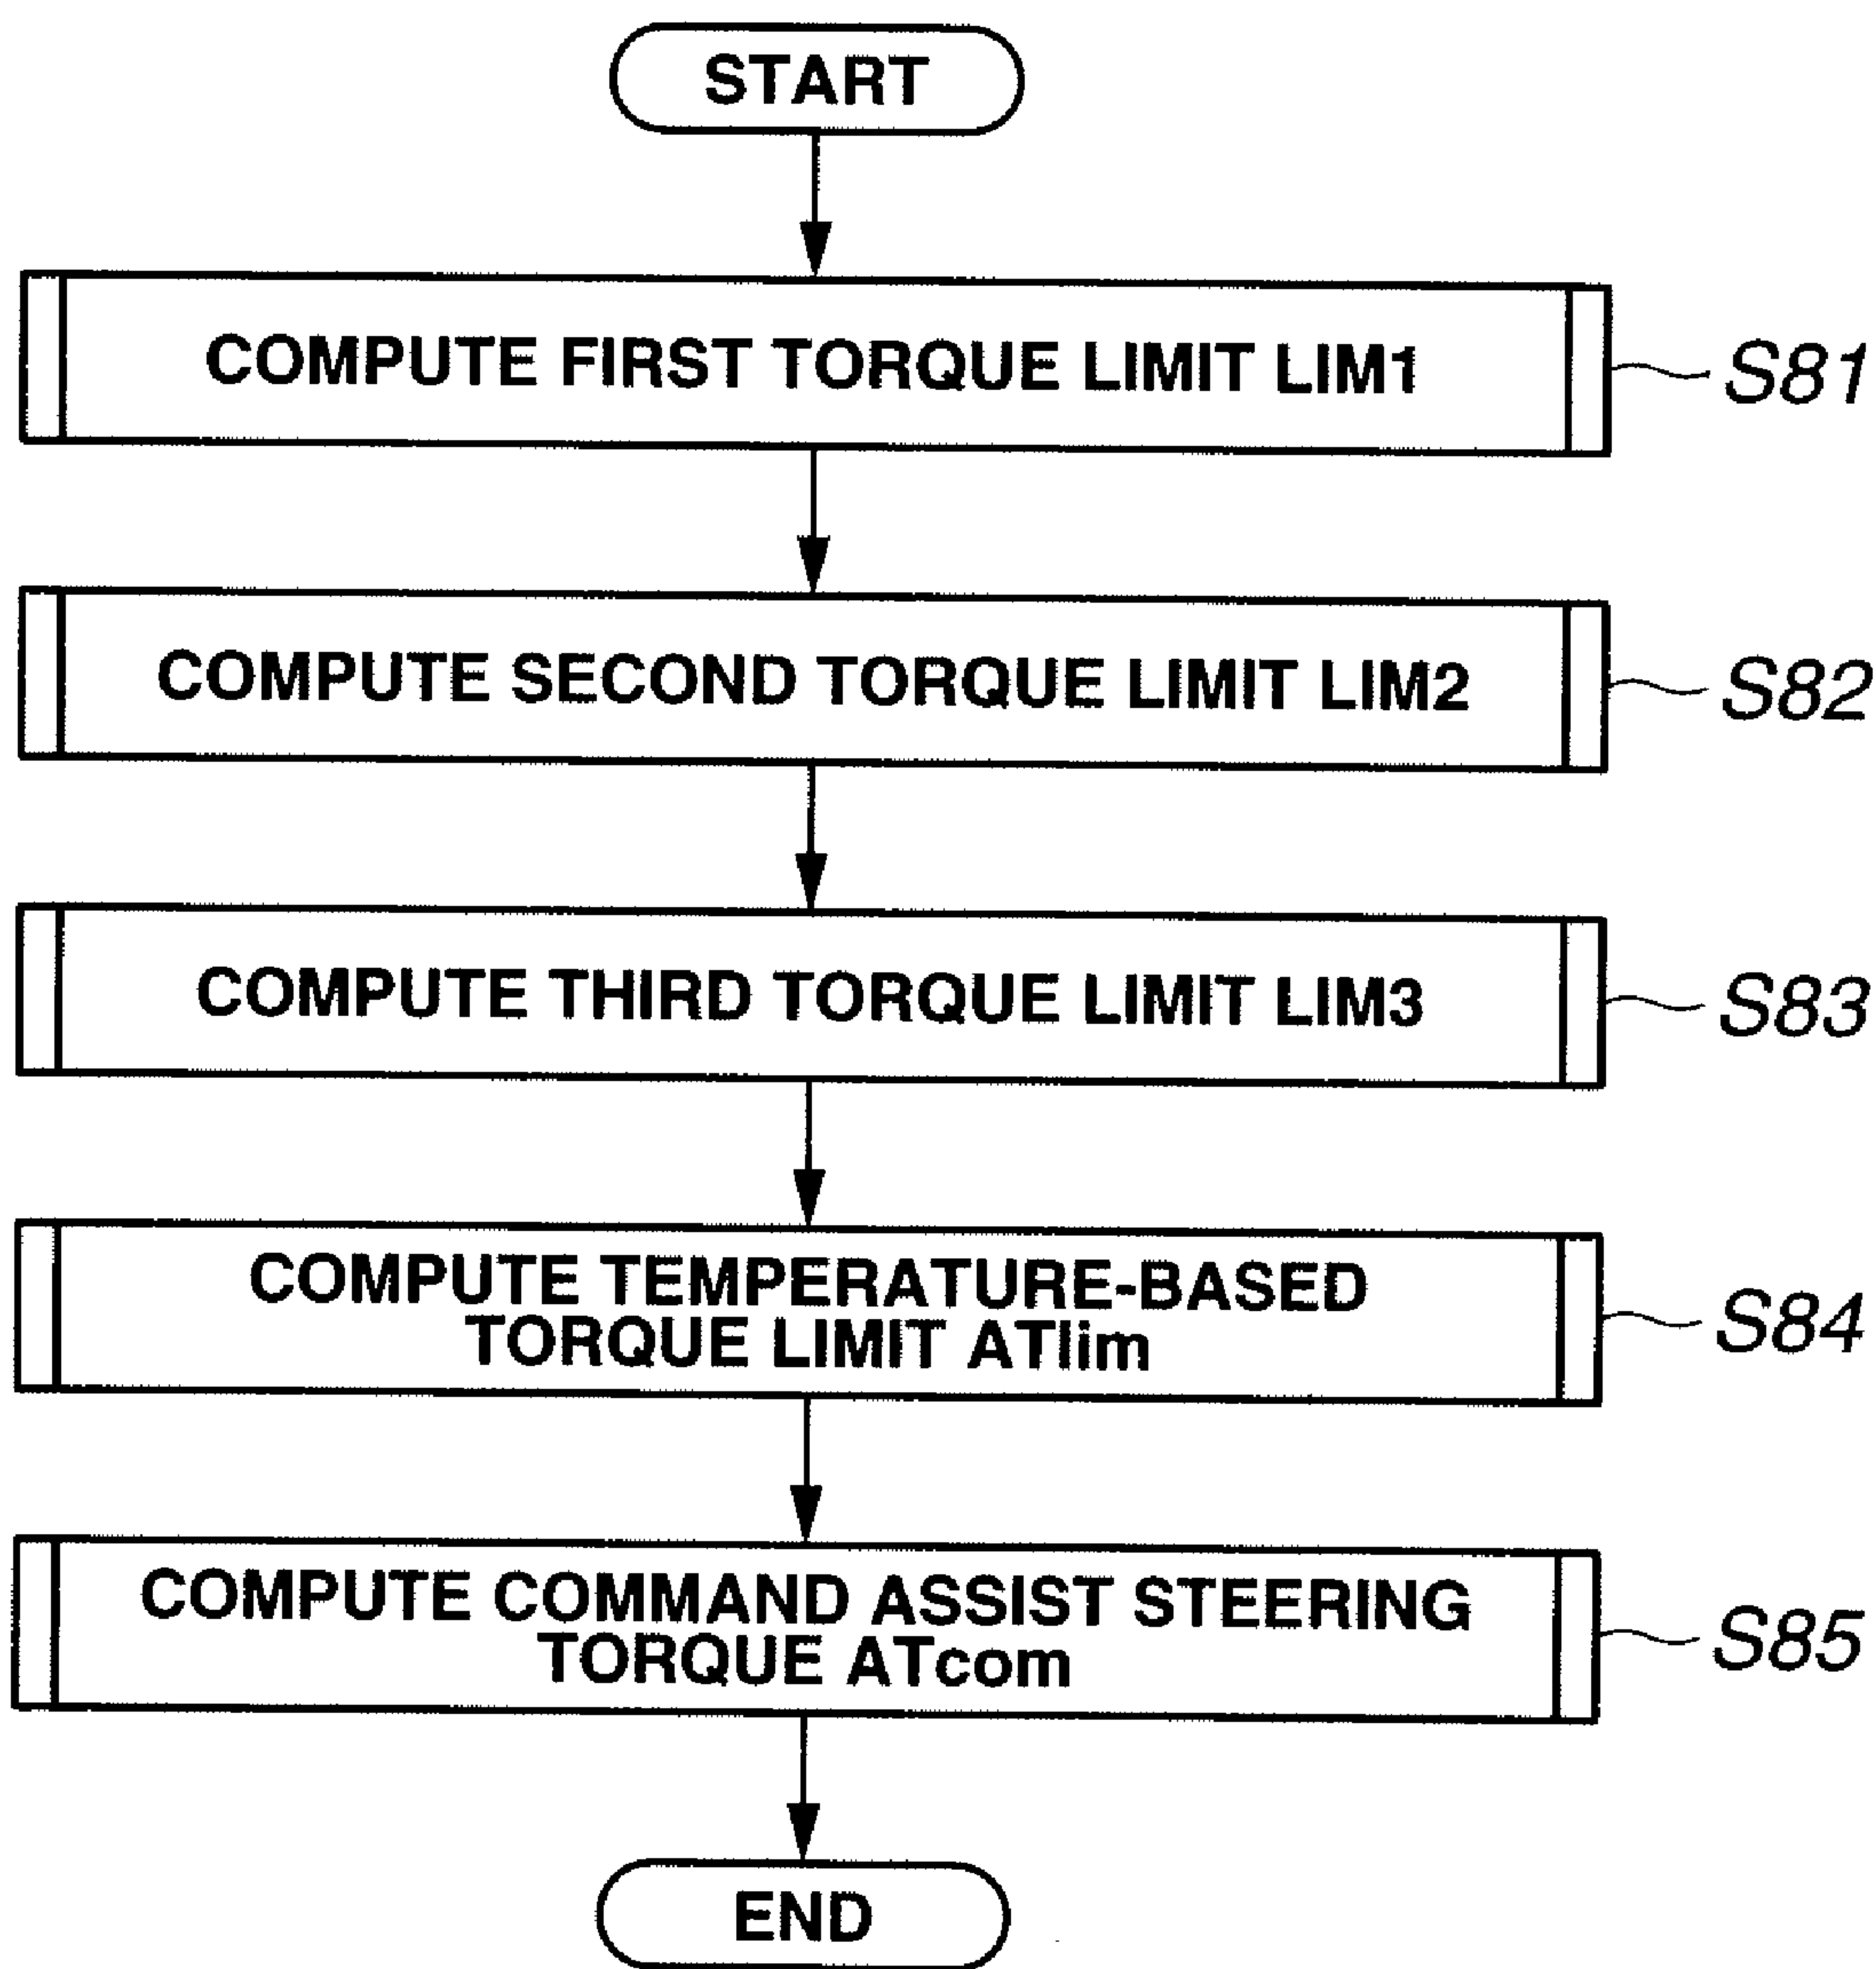 START
COMPUTE FIRST TORQUE LIMIT LIM1
S81
COMPUTE SECOND TORQUE LIMIT LIM2
S82
COMPUTE THIRD TORQUE LIMIT LIM3
S83
COMPUTE TEMPERATURE-BASED
TORQUE LIMIT ATlim
S84
COMPUTE COMMAND ASSIST STEERING
TORQUE ATcom
S85
END